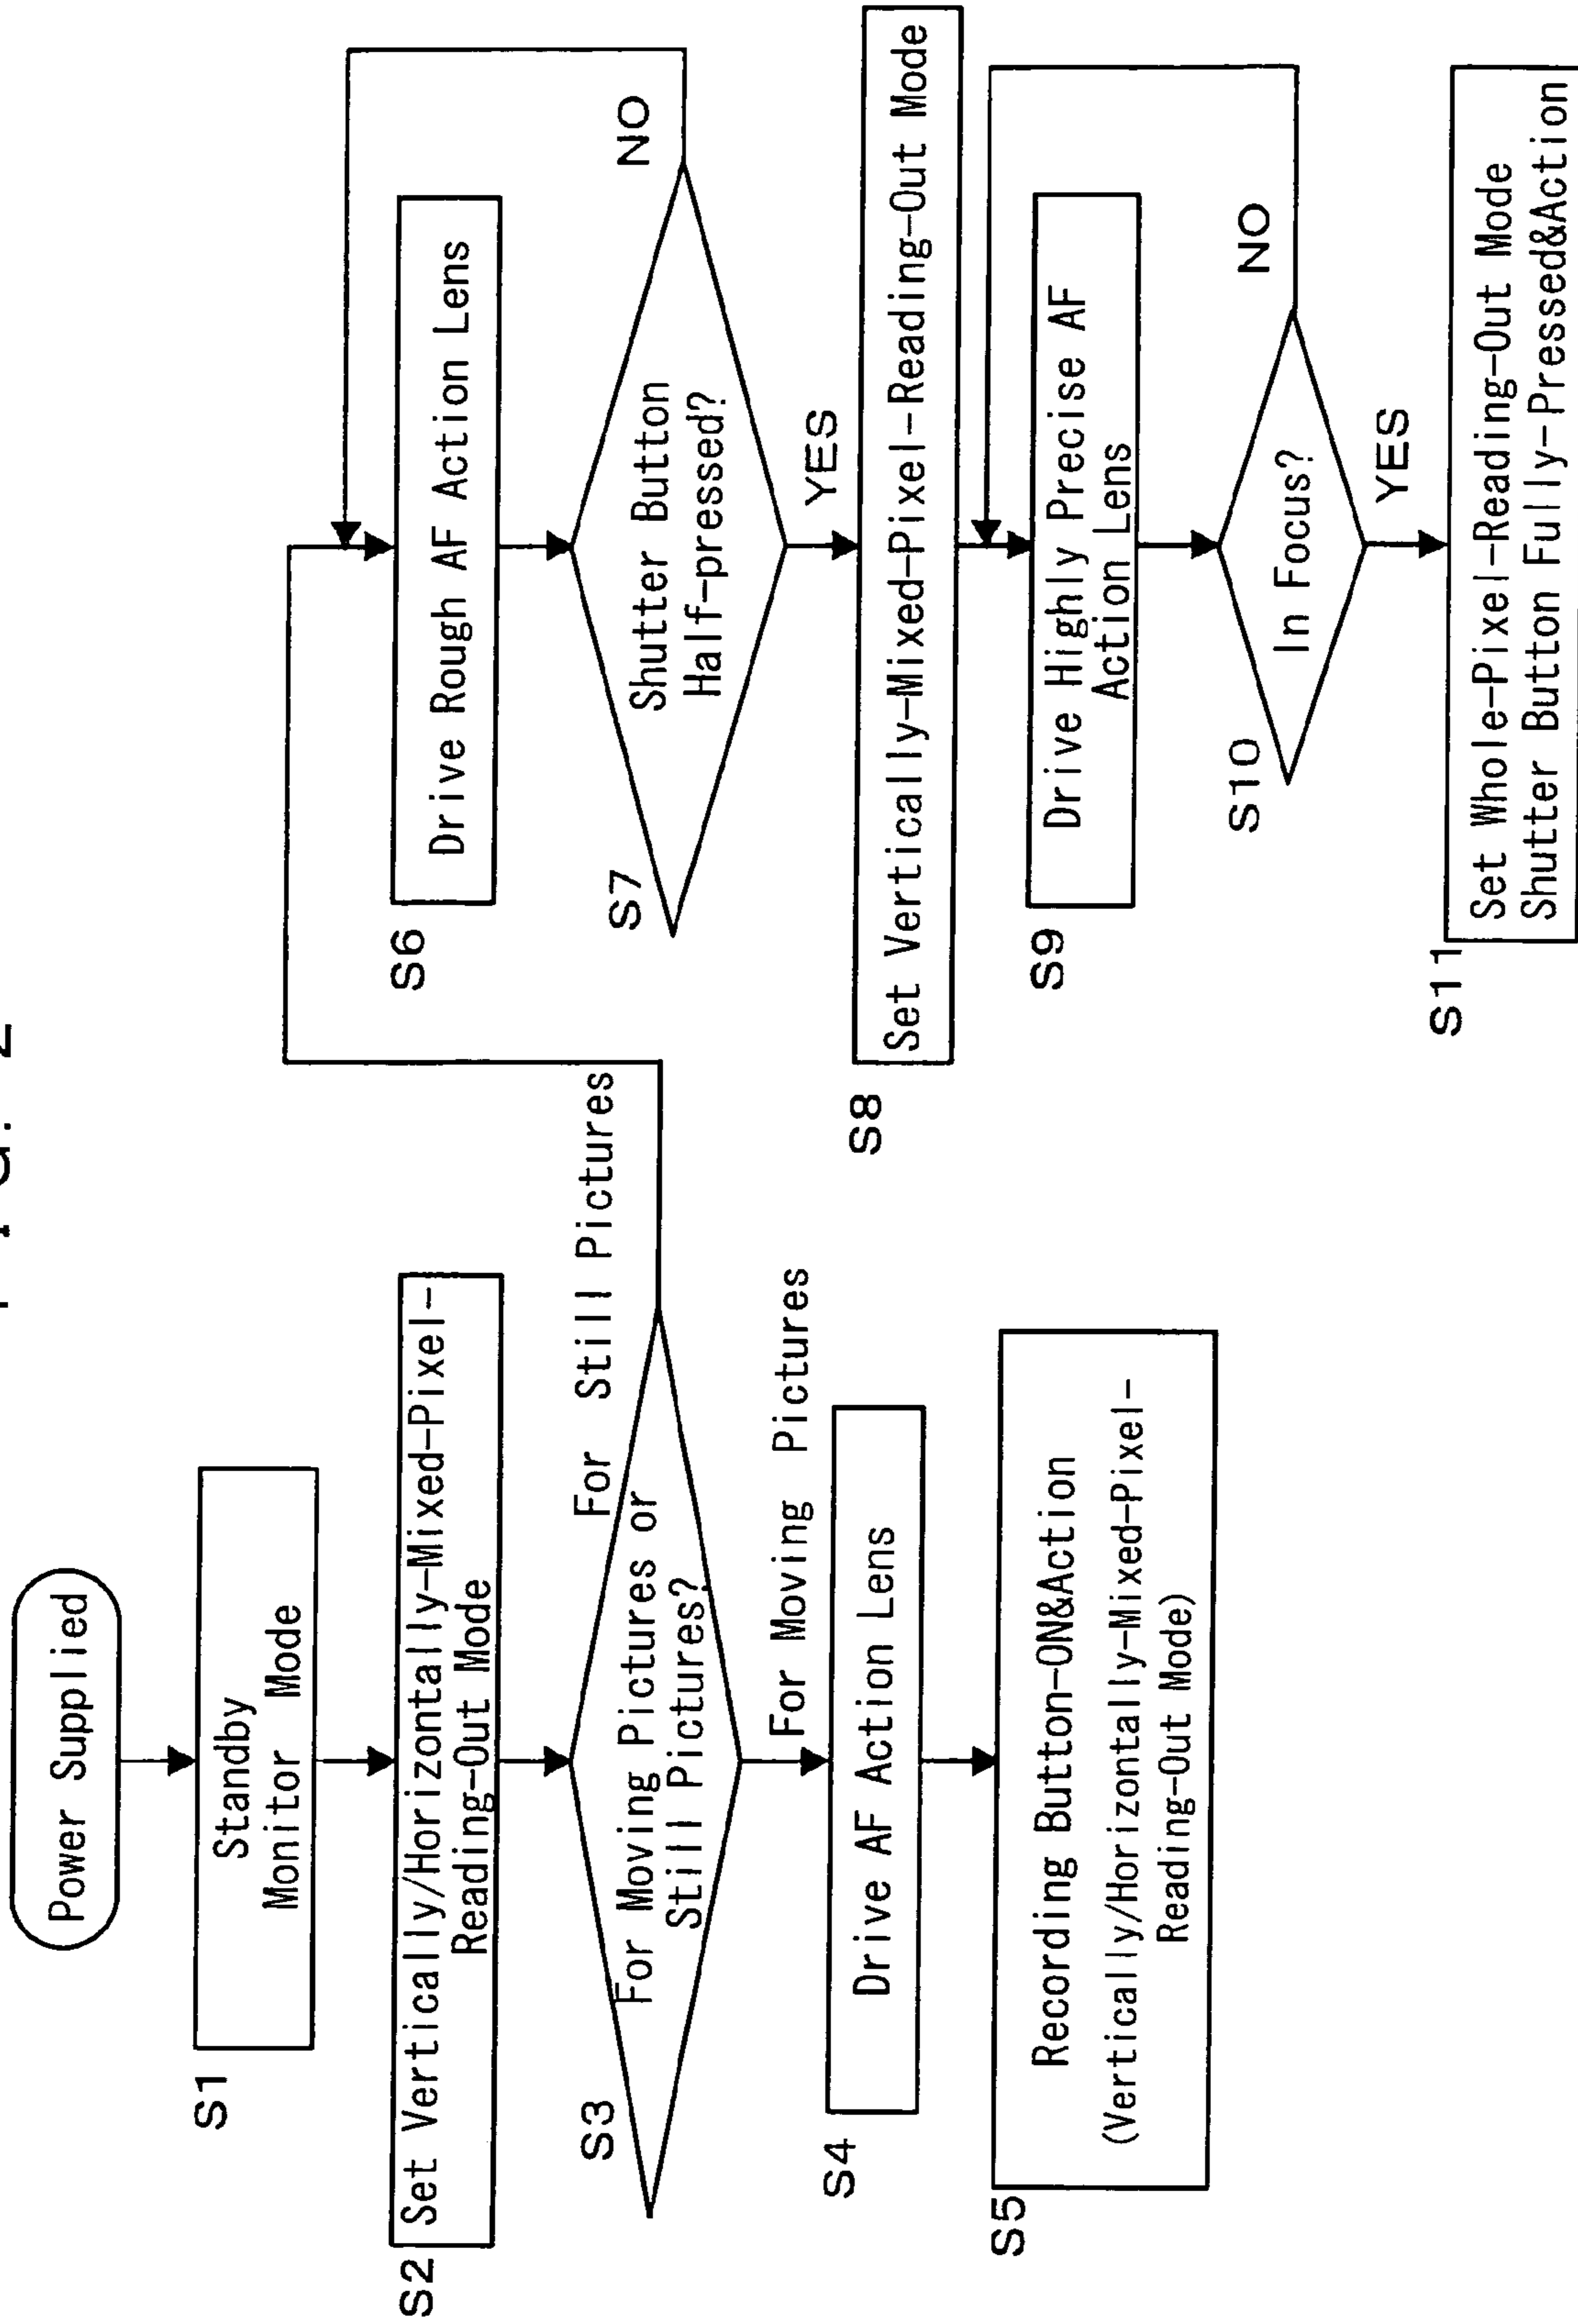 Power Supplied
S1
Standby
Monitor Mode
S2
Set Vertically/Horizontally-Mixed-Pixel-
Reading-Out Mode
S3
For Moving Pictures or
Still Pictures?
For Still Pictures
For Moving Pictures
S4
Drive AF Action Lens
S5
Recording Button-ON&Action
(Vertically/Horizontally-Mixed-Pixel-
Reading-Out Mode)
S6
Drive Rough AF Action Lens
S7
Shutter Button
Half-pressed?
NO
YES
S8
Set Vertically-Mixed-Pixel-Reading-Out Mode
S9
Drive Highly Precise AF
Action Lens
S10
In Focus?
NO
YES
S11
Set Whole-Pixel-Reading-Out Mode
Shutter Button Fully-Pressed&Action